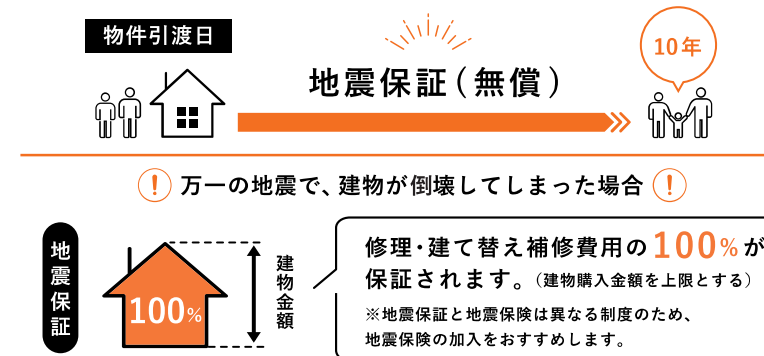 物件引渡日
地震保証（無償）
10年
！万一の地震で、建物が倒壊してしまった場合！
地震保証
100%
建物金額
修理・建て替え補修費用の100%が
保証されます。（建物購入金額を上限とする）
※地震保証と地震保険は異なる制度のため、
地震保険の加入をおすすめします。